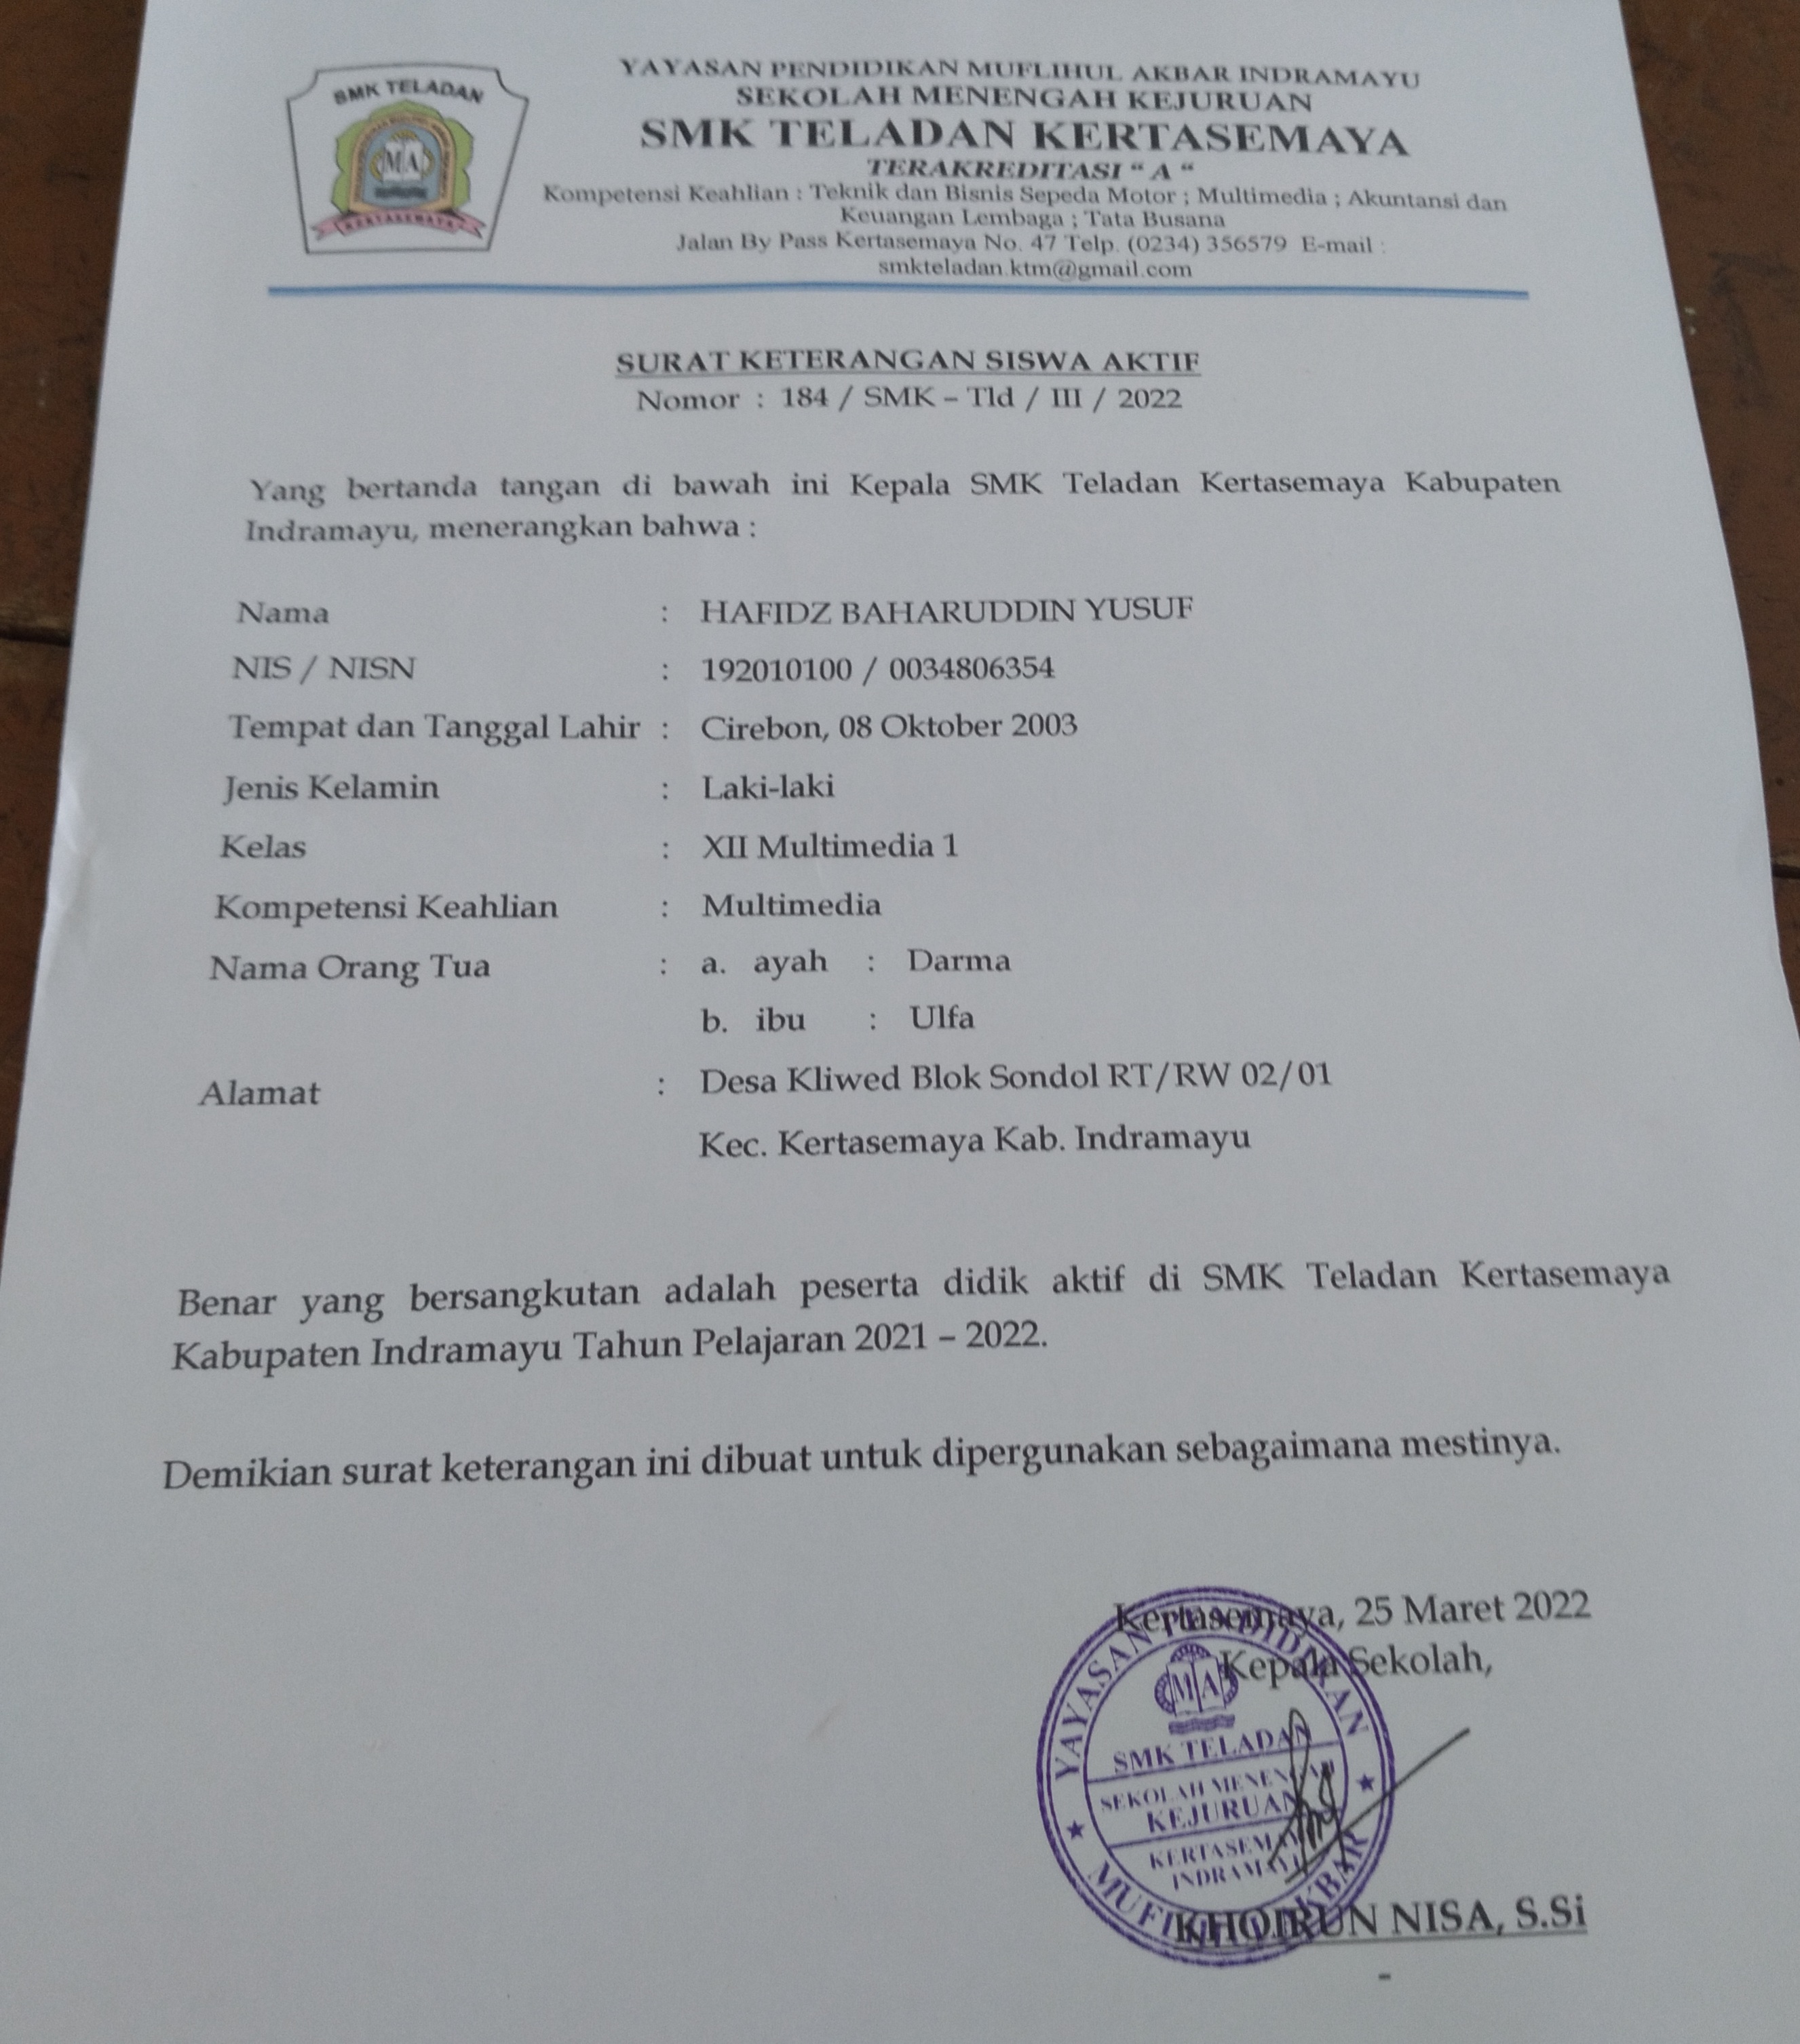 SMK TELADAN
MA
KERTASEMAYA
YAYASAN PENDIDIKAN MUFLIHUL AKBAR INDRAMAYU
SEKOLAH MENENGAH KEJURUAN
SMK TELADAN KERTASEMAYA
TERAKREDITASI “ A “
Kompetensi Keahlian : Teknik dan Bisnis Sepeda Motor ; Multimedia ; Akuntansi dan
Keuangan Lembaga ; Tata Busana
Jalan By Pass Kertasemaya No. 47 Telp. (0234) 356579 E-mail :
smkteladan.ktm@gmail.com
SURAT KETERANGAN SISWA AKTIF
Nomor : 184 / SMK – Tld / III / 2022
Yang bertanda tangan di bawah ini Kepala SMK Teladan Kertasemaya Kabupaten
Indramayu, menerangkan bahwa :
Nama : HAFIDZ BAHARUDDIN YUSUF
NIS / NISN : 192010100 / 0034806354
Tempat dan Tanggal Lahir : Cirebon, 08 Oktober 2003
Jenis Kelamin : Laki-laki
Kelas : XII Multimedia 1
Kompetensi Keahlian : Multimedia
Nama Orang Tua : a. ayah : Darma
b. ibu : Ulfa
Alamat : Desa Kliwed Blok Sondol RT/RW 02/01
Kec. Kertasemaya Kab. Indramayu
Benar yang bersangkutan adalah peserta didik aktif di SMK Teladan Kertasemaya
Kabupaten Indramayu Tahun Pelajaran 2021 – 2022.
Demikian surat keterangan ini dibuat untuk dipergunakan sebagaimana mestinya.
Kertasemaya, 25 Maret 2022
Kepala Sekolah,
YAYASAN PENDIDIKAN
MA
SMK TELADAN
SEKOLAH MENENGAH
KEJURUAN
KERTASEMAYA
INDRAMAYU
AKBAR
KHOIRUN NISA, S.Si
-